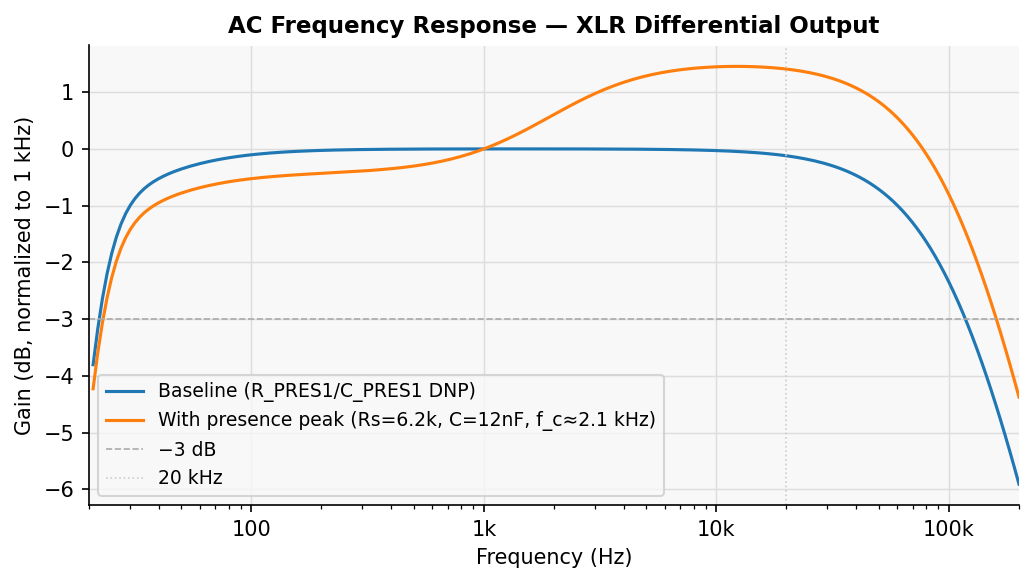 AC Frequency Response — XLR Differential Output
Gain (dB, normalized to 1 kHz)
1
0
−1
−2
−3
−4
−5
−6
Baseline (R_PRES1/C_PRES1 DNP)
With presence peak (Rs=6.2k, C=12nF, f_c≈2.1 kHz)
−3 dB
20 kHz
100
1k
10k
100k
Frequency (Hz)